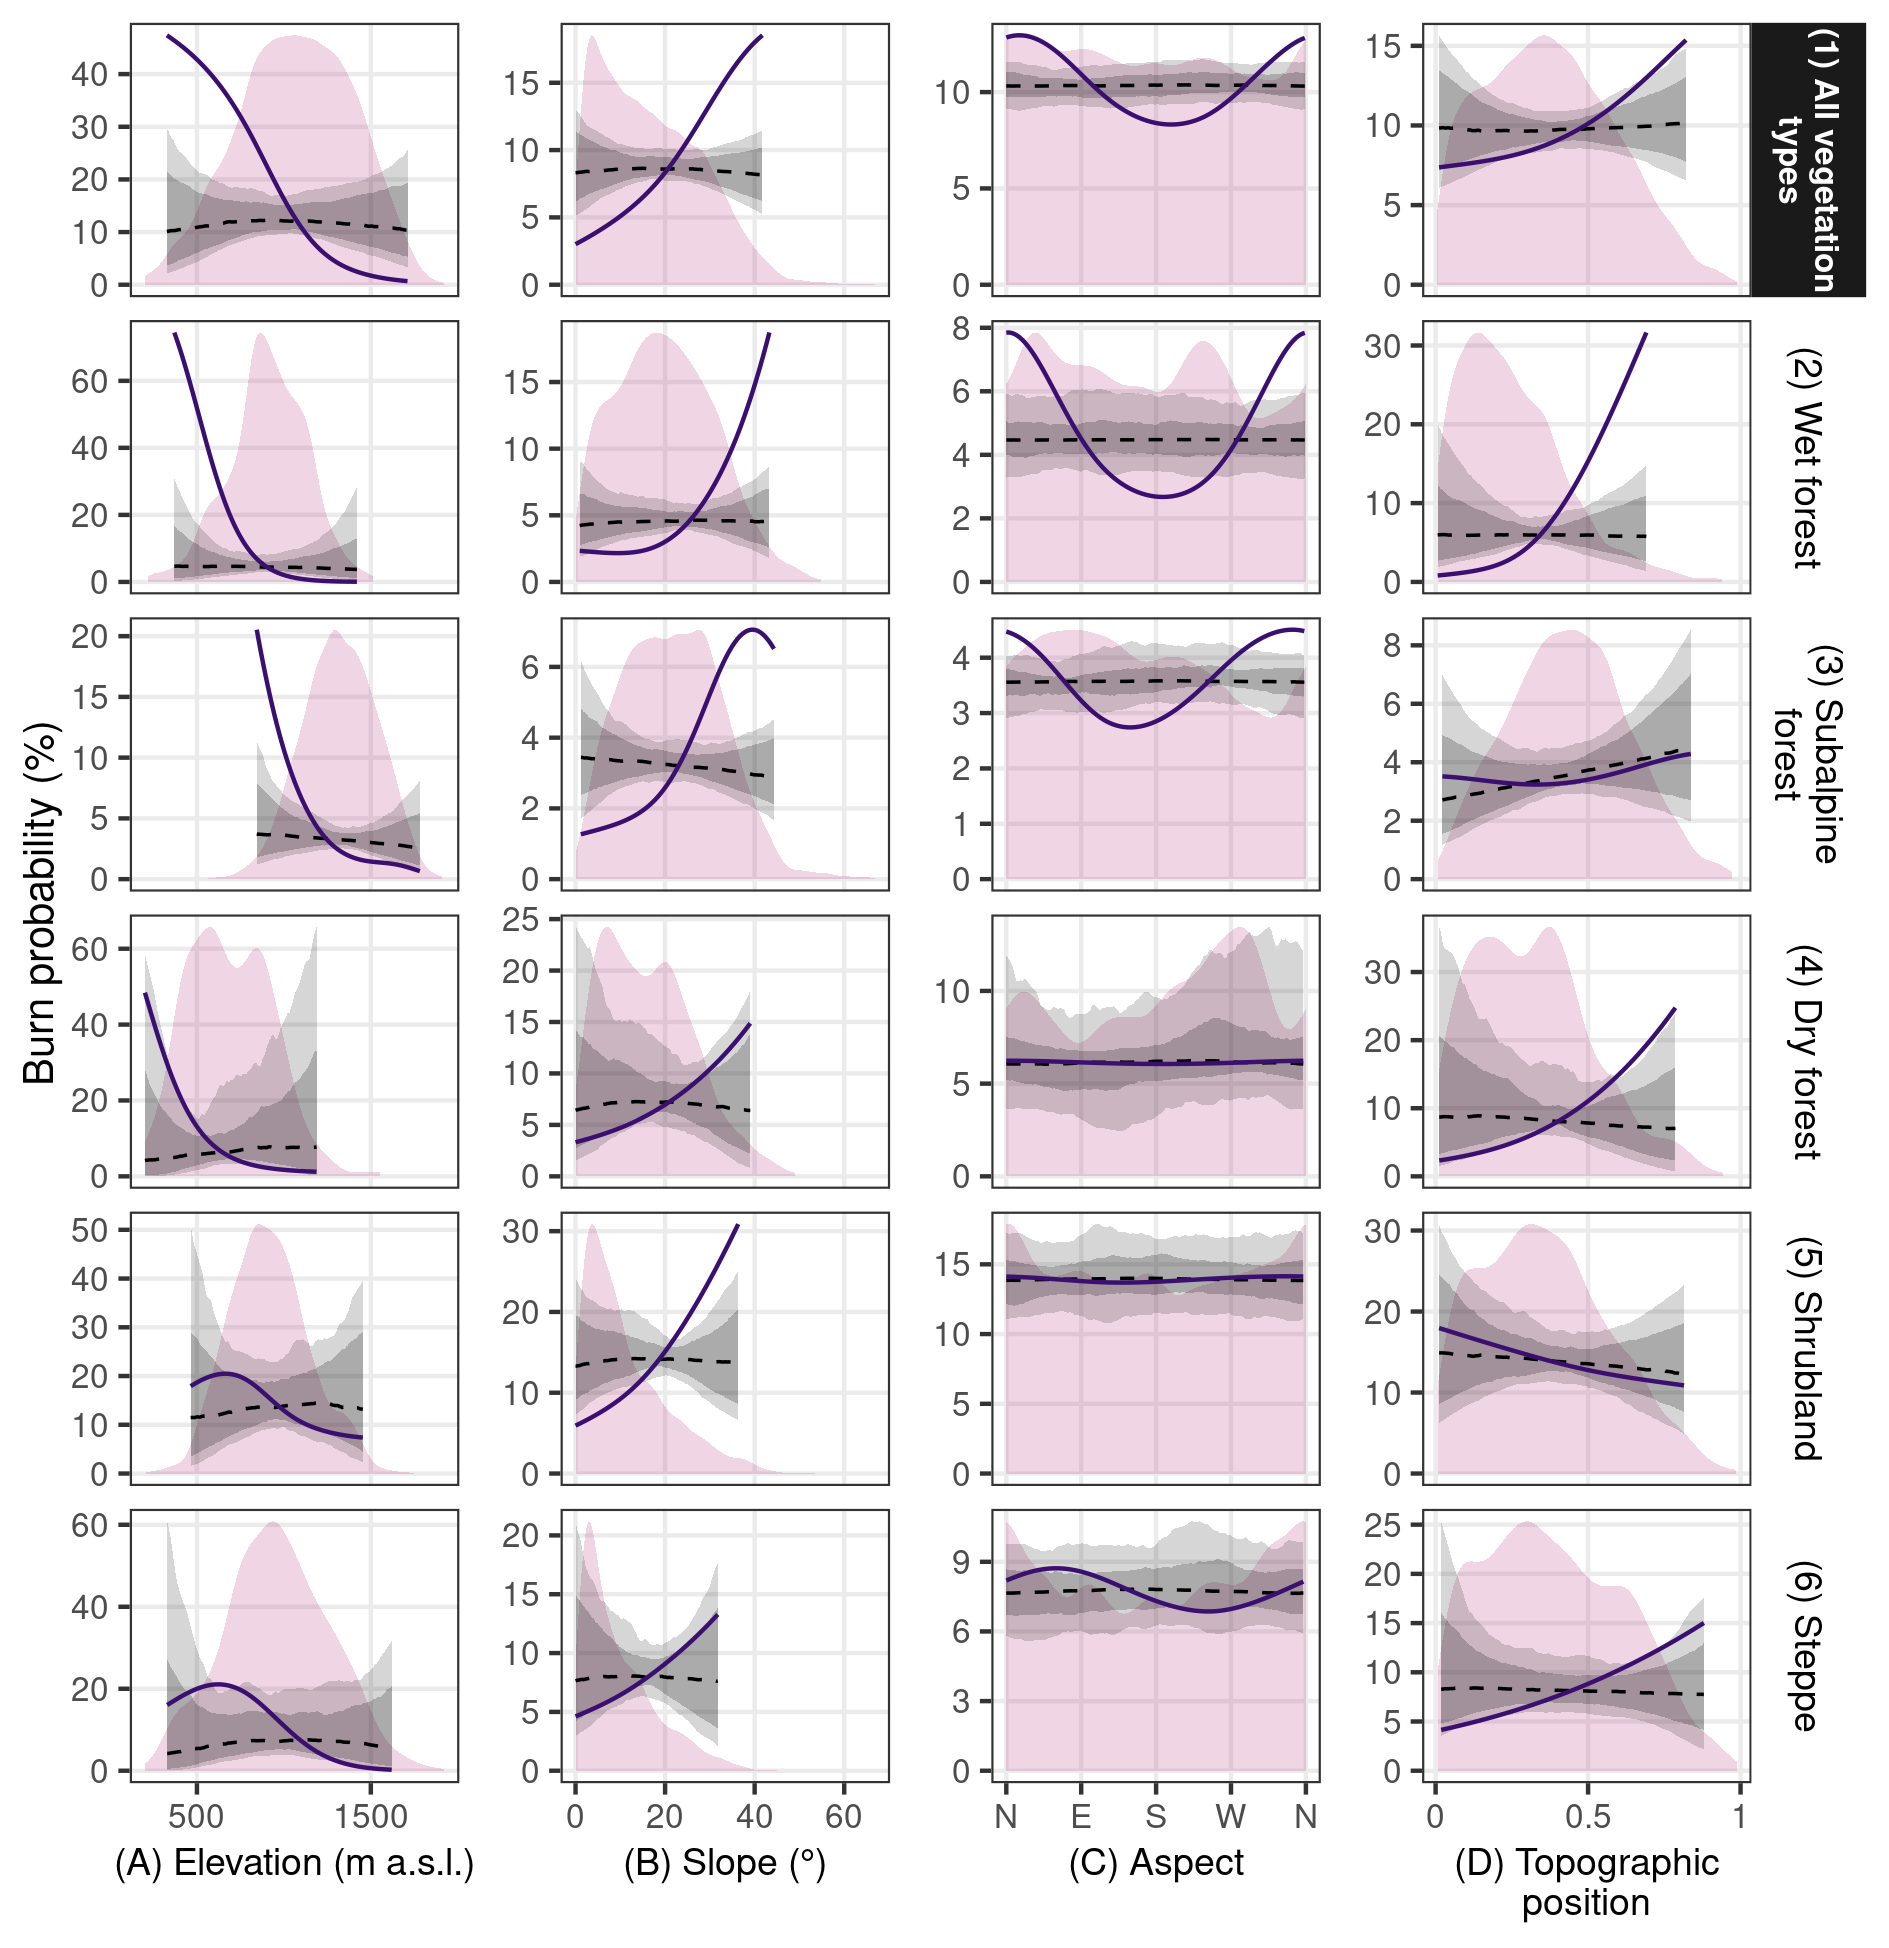 Burn probability (%)
0 10 20 30 40
0 5 10 15
0 5 10
0 5 10 15
(1) All vegetation
types
0 20 40 60
0 5 10 15
0 2 4 6 8
0 10 20 30
(2) Wet forest
0 5 10 15 20
0 2 4 6
0 1 2 3 4
0 2 4 6 8
(3) Subalpine
forest
0 20 40 60
0 5 10 15 20 25
0 5 10
0 10 20 30
(4) Dry forest
0 10 20 30 40 50
0 10 20 30
0 5 10 15
0 10 20 30
(5) Shrubland
0 20 40 60
0 5 10 15 20
0 3 6 9
0 5 10 15 20 25
(6) Steppe
500 1500
0 20 40 60
N E S W N
0 0.5 1
(A) Elevation (m a.s.l.)
(B) Slope (°)
(C) Aspect
(D) Topographic
position